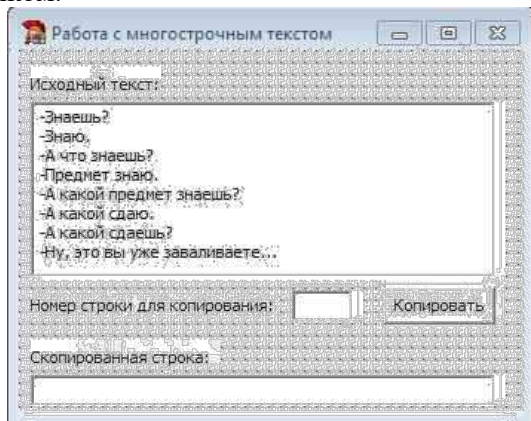 Работа с многострочным текстом
Исходный текст:
-Знаешь?
-Знаю.
-А что знаешь?
-Предмет знаю.
-А какой предмет знаешь?
-А какой сдаю.
-А какой сдаешь?
-Ну, это вы уже заваливаете...
Номер строки для копирования:
Копировать
Скопированная строка: